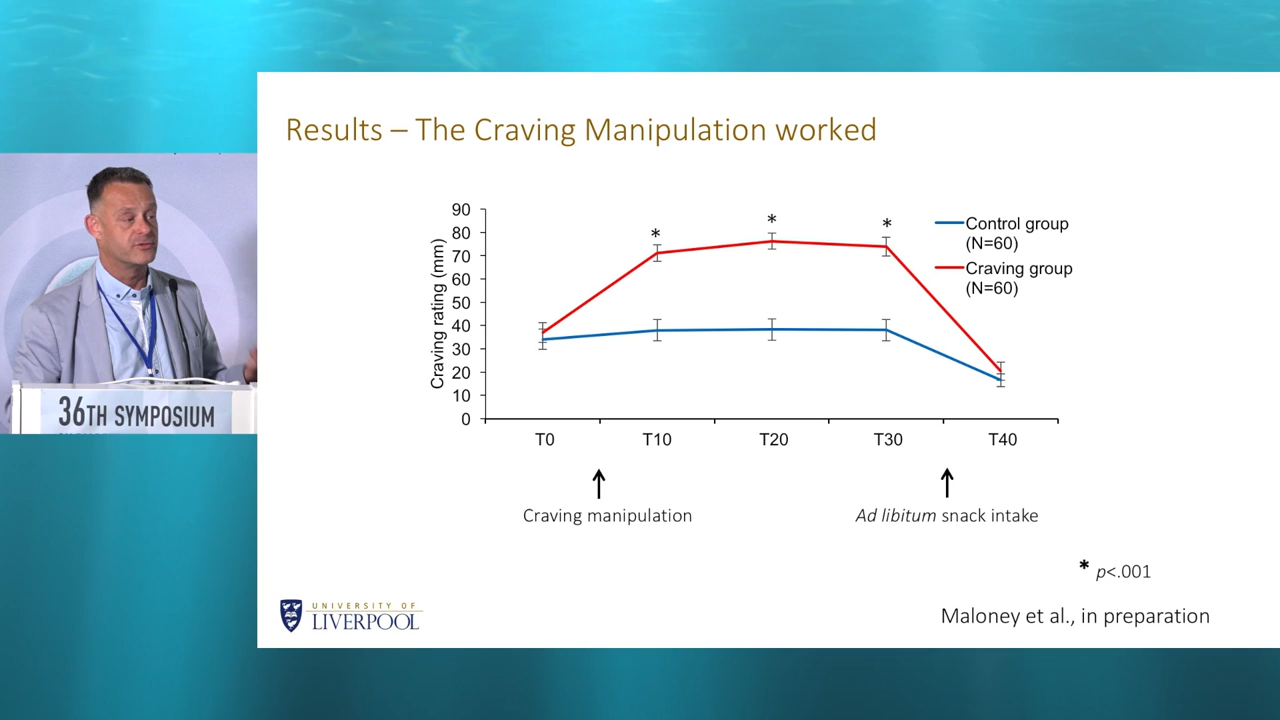 Results – The Craving Manipulation worked
90
80
70
60
50
40
30
20
10
0
Craving rating (mm)
*
*
*
Control group
(N=60)
Craving group
(N=60)
T0
T10
T20
T30
T40
Craving manipulation
Ad libitum snack intake
* p<.001
Maloney et al., in preparation
UNIVERSITY OF
LIVERPOOL
36TH SYMPOSIUM